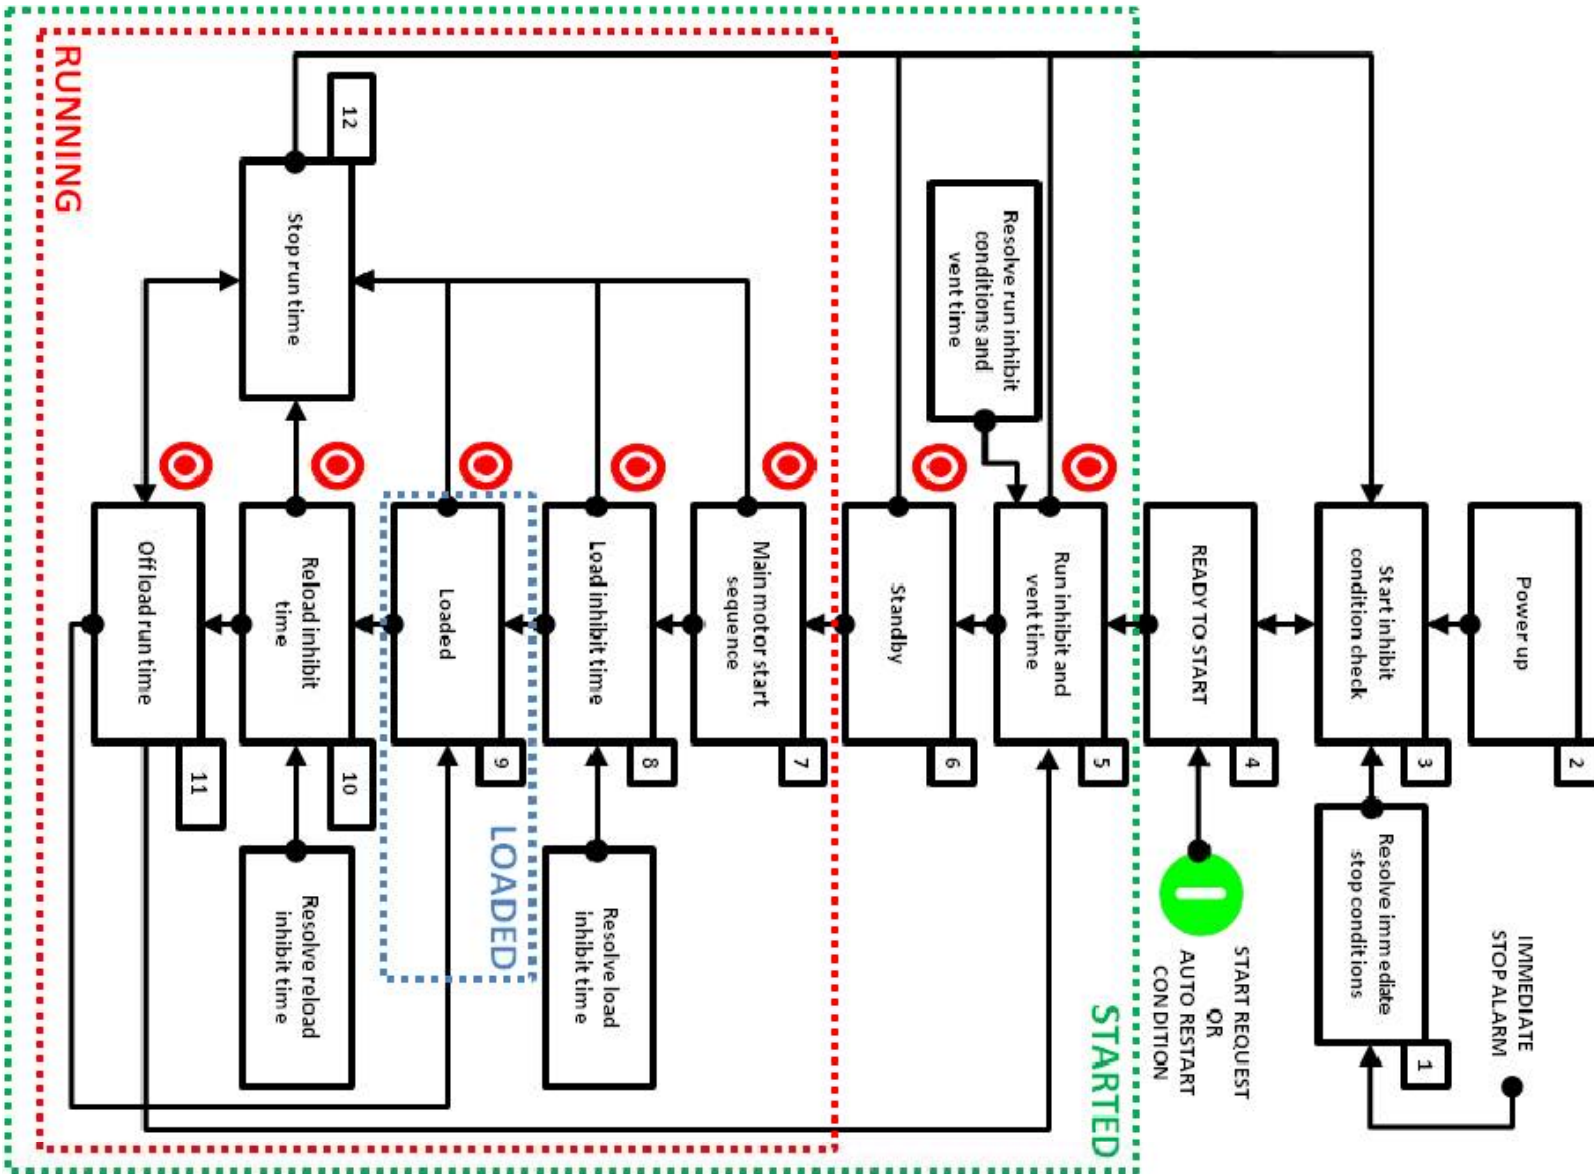 IMMEDIATE
STOP ALARM
1
Resolve immediate
stop conditions
2
Power up
3
Start inhibit
condition check
START REQUEST
OR
AUTO RESTART
CONDITION
4
READY TO START
STARTED
5
Run inhibit and
vent time
Resolve run inhibit
conditions and
vent time
6
Standby
7
Main motor start
sequence
8
Load inhibit time
Resolve load
inhibit time
LOADED
9
Loaded
10
Reload inhibit
time
Resolve reload
inhibit time
11
Off load run time
12
Stop run time
RUNNING